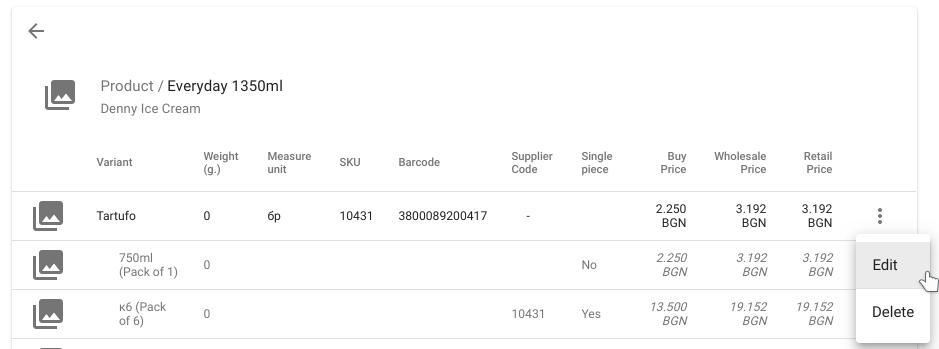 Product / Everyday 1350ml
Denny Ice Cream
Variant Weight (g.) Measure unit SKU Barcode Supplier Code Single piece Buy Price Wholesale Price Retail Price
Tartufo 0 бр 10431 3800089200417 - 2.250 BGN 3.192 BGN 3.192 BGN
750ml (Pack of 1) 0 No 2.250 BGN 3.192 BGN 3.192 BGN
Edit
кб (Pack of 6) 0 10431 Yes 13.500 BGN 19.152 BGN 19.152 BGN
Delete